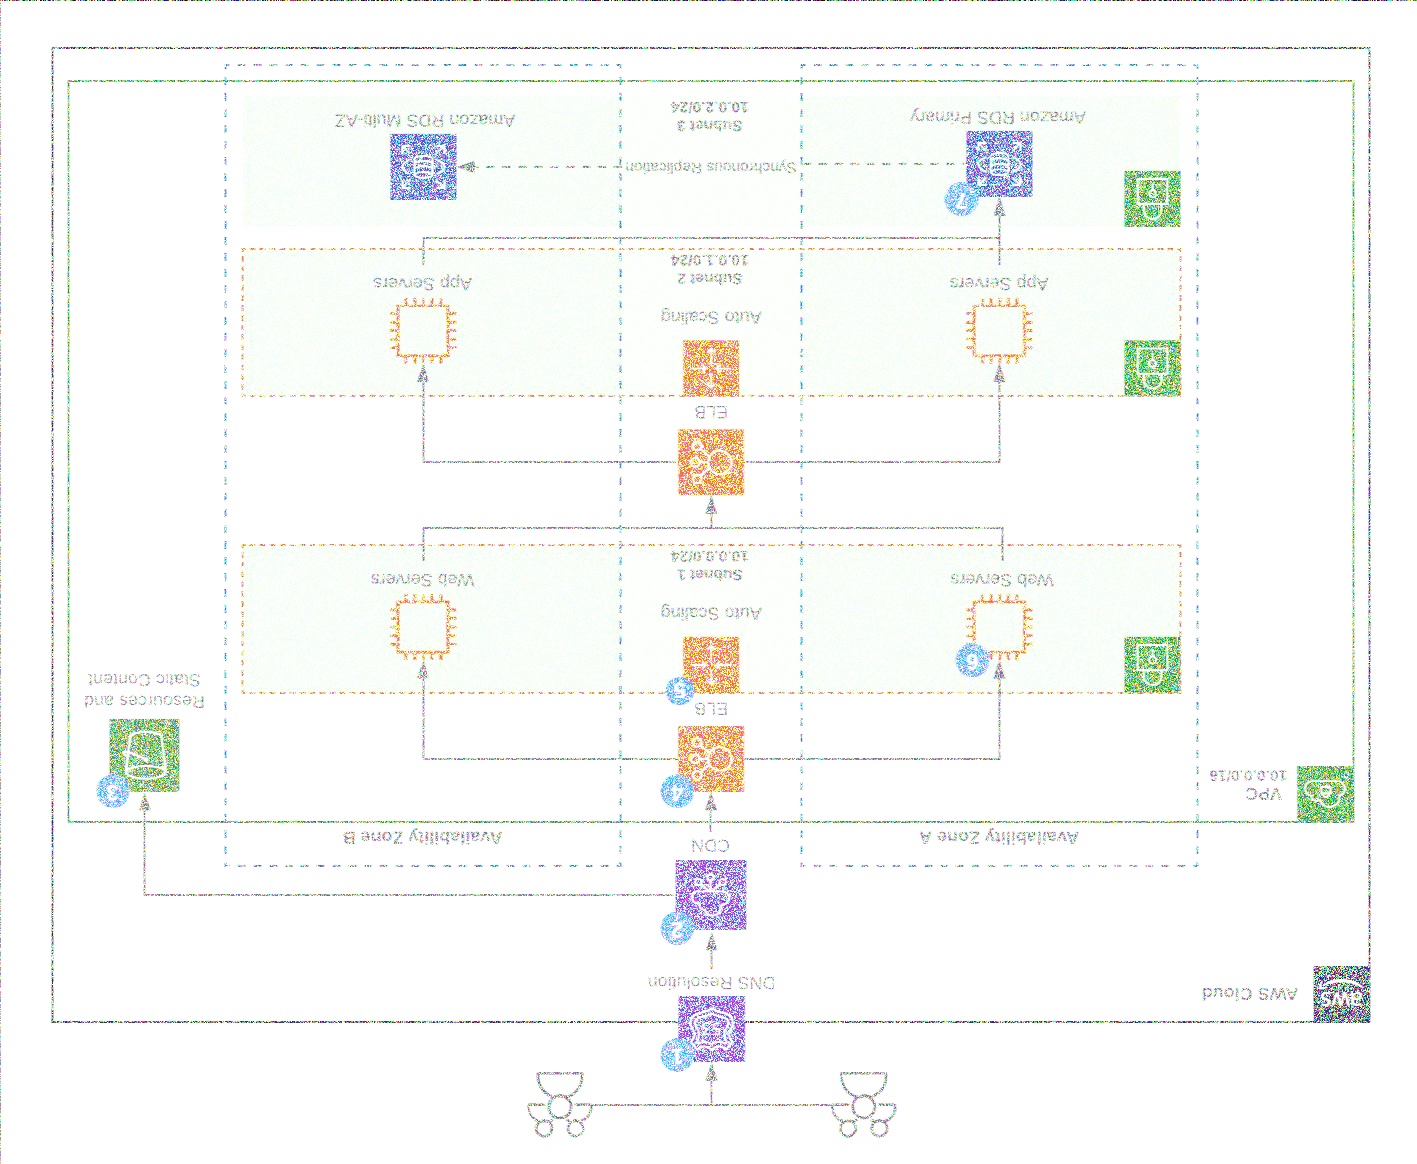 1
aws
AWS Cloud
DNS Resolution
2
CDN
Availability Zone A
Availability Zone B
VPC
10.0.0.0/16
4
3
ELB
Resources and
Static Content
5
6
Auto Scaling
Web Servers
Subnet 1
10.0.0.0/24
Web Servers
ELB
Auto Scaling
App Servers
Subnet 2
10.0.1.0/24
App Servers
7
Synchronous Replication
Amazon RDS Primary
Subnet 3
10.0.2.0/24
Amazon RDS Multi-AZ